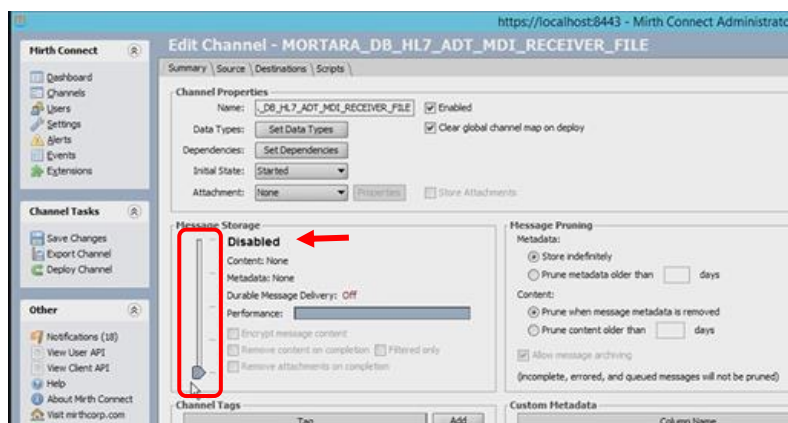 https://localhost:8443 - Mirth Connect Administrato
Mirth Connect
Dashboard
Channels
Users
Settings
Alerts
Events
Extensions
Channel Tasks
Save Changes
Export Channel
Deploy Channel
Other
Notifications (18)
View User API
View Client API
Help
About Mirth Connect
Visit mirthcorp.com
Edit Channel - MORTARA_DB_HL7_ADT_MDI_RECEIVER_FILE
Summary Source Destinations Scripts
Channel Properties
Name: ._DB_HL7_ADT_MDI_RECEIVER_FILE Enabled
Data Types: Set Data Types Clear global channel map on deploy
Dependencies: Set Dependencies
Initial State: Started
Attachment: None Properties Store Attachments
Message Storage
Disabled
Content: None
Metadata: None
Durable Message Delivery: Off
Performance:
Encrypt message content
Remove content on completion Filtered only
Remove attachments on completion
Message Pruning
Metadata:
Store indefinitely
Prune metadata older than days
Content:
Prune when message metadata is removed
Prune content older than days
Allow message archiving
(incomplete, errored, and queued messages will not be pruned)
Channel Tags
Tag Add
Custom Metadata
Column Name